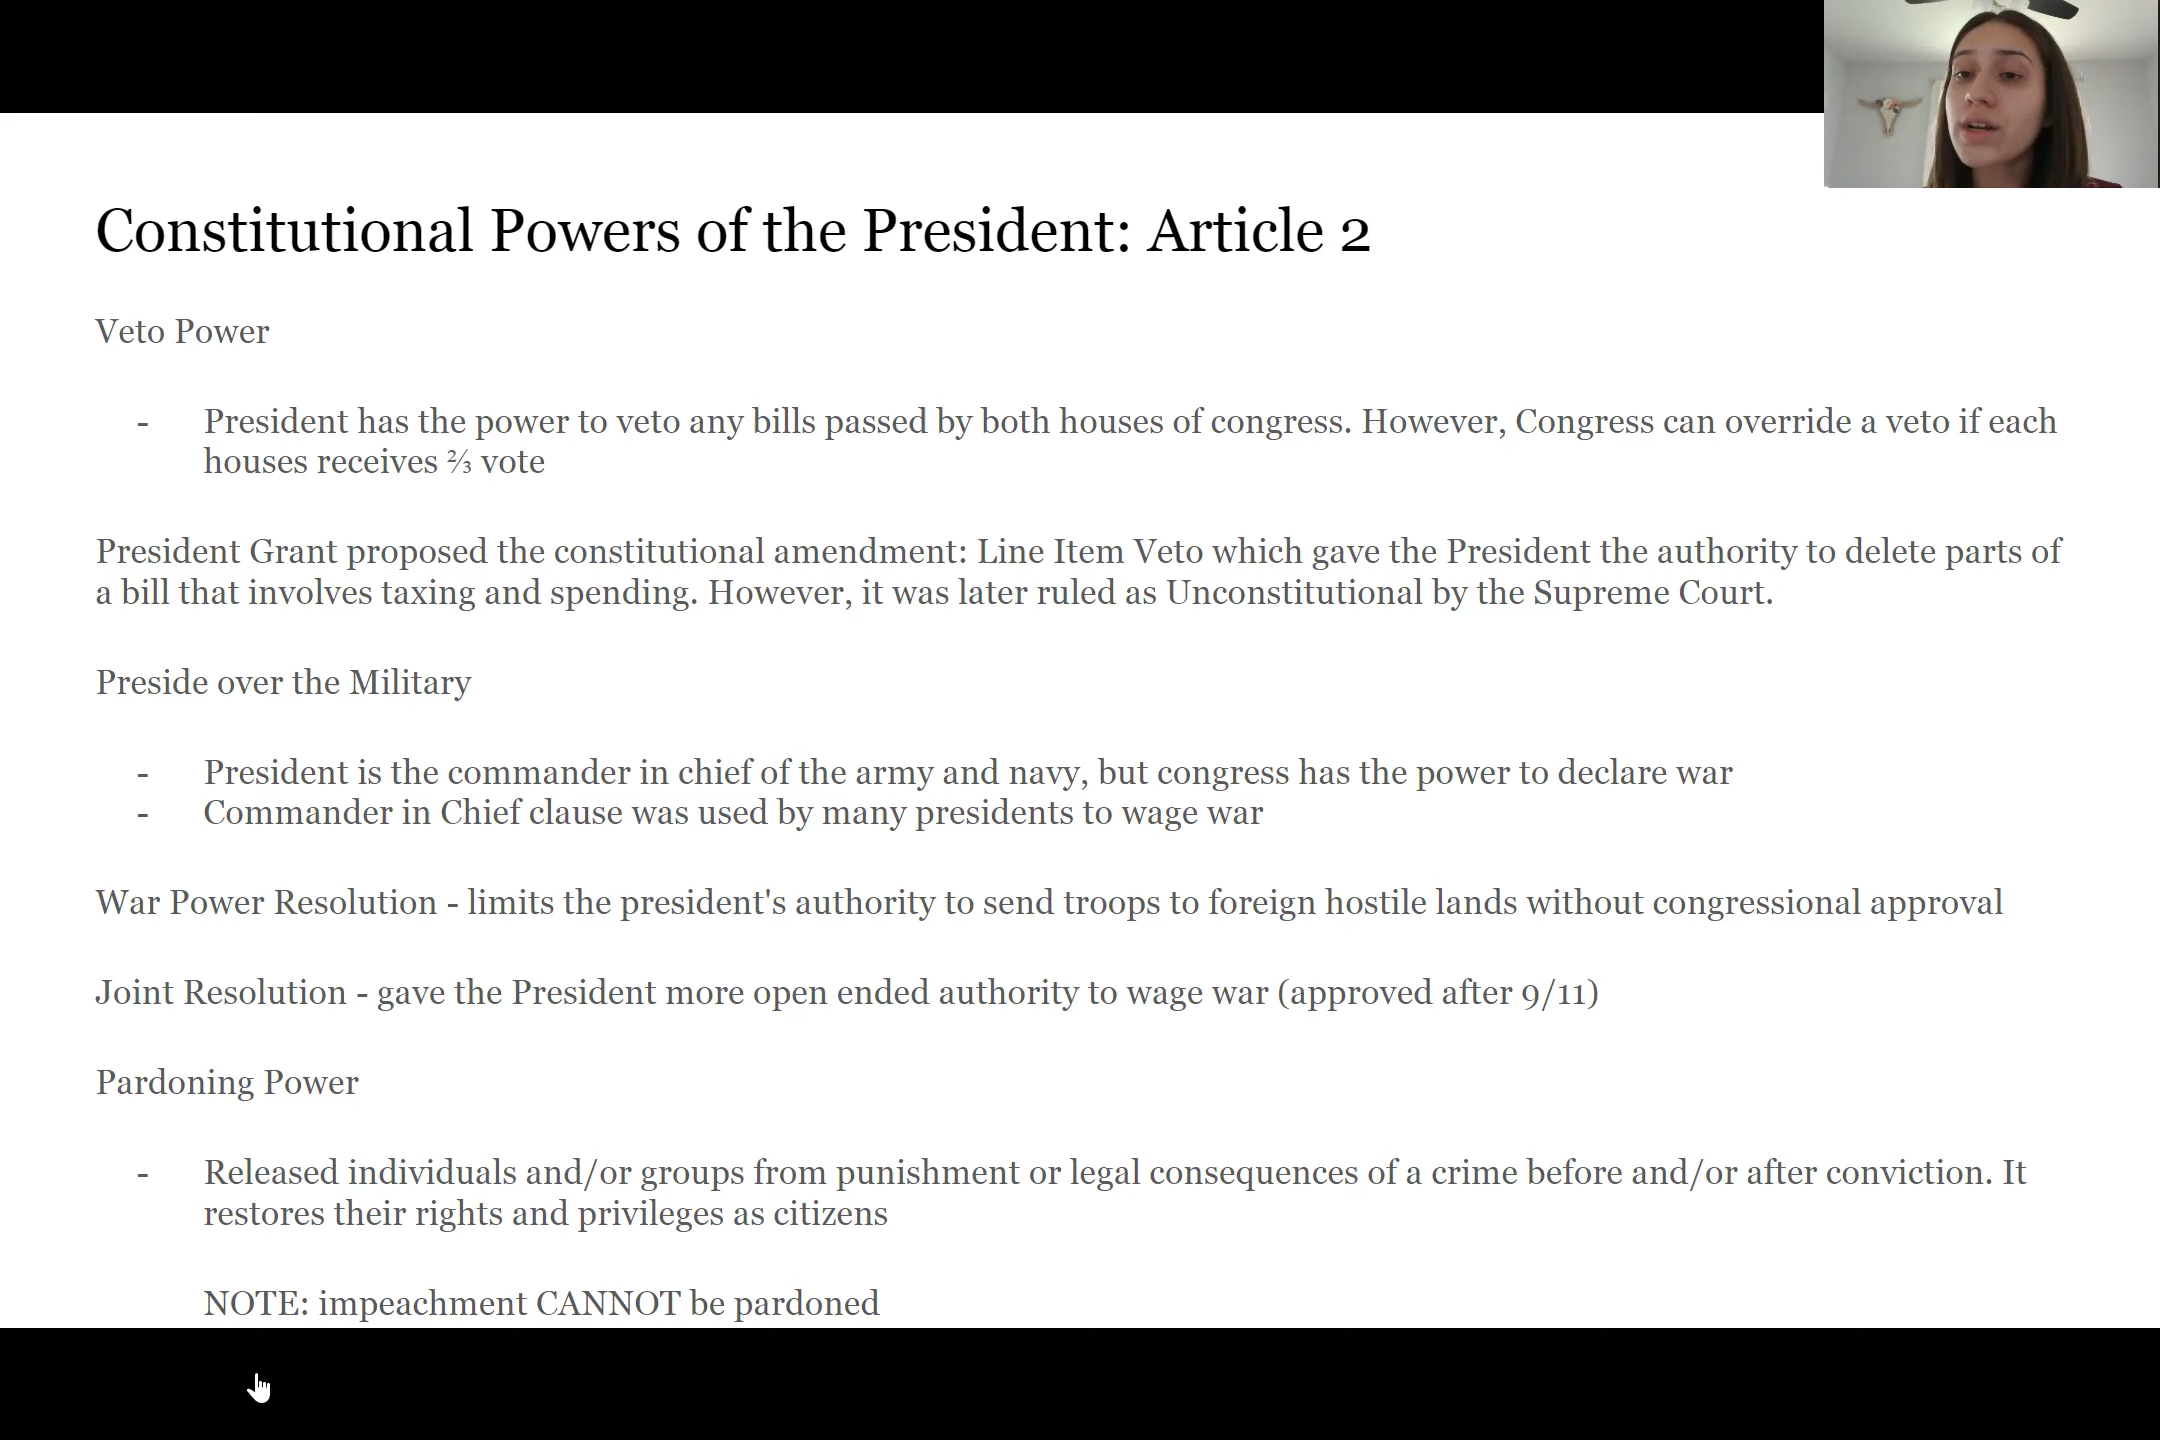 Constitutional Powers of the President: Article 2
Veto Power
- President has the power to veto any bills passed by both houses of congress. However, Congress can override a veto if each
houses receives ⅔ vote
President Grant proposed the constitutional amendment: Line Item Veto which gave the President the authority to delete parts of
a bill that involves taxing and spending. However, it was later ruled as Unconstitutional by the Supreme Court.
Preside over the Military
- President is the commander in chief of the army and navy, but congress has the power to declare war
- Commander in Chief clause was used by many presidents to wage war
War Power Resolution - limits the president's authority to send troops to foreign hostile lands without congressional approval
Joint Resolution - gave the President more open ended authority to wage war (approved after 9/11)
Pardoning Power
- Released individuals and/or groups from punishment or legal consequences of a crime before and/or after conviction. It
restores their rights and privileges as citizens
NOTE: impeachment CANNOT be pardoned